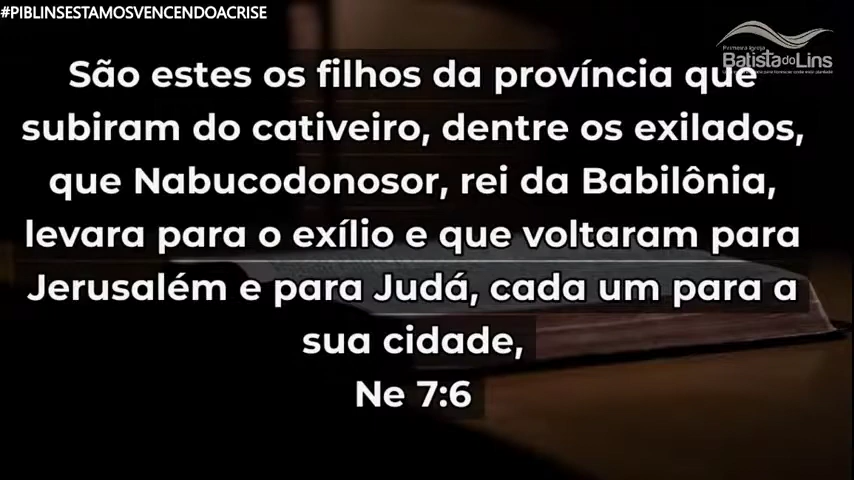 #PIBLINSESTAMOSVENCENDOACRISE
Primeira Igreja
Batista do Lins
São estes os filhos da província que
subiram do cativeiro, dentre os exilados,
que Nabucodonosor, rei da Babilônia,
levara para o exílio e que voltaram para
Jerusalém e para Judá, cada um para a
sua cidade,
Ne 7:6